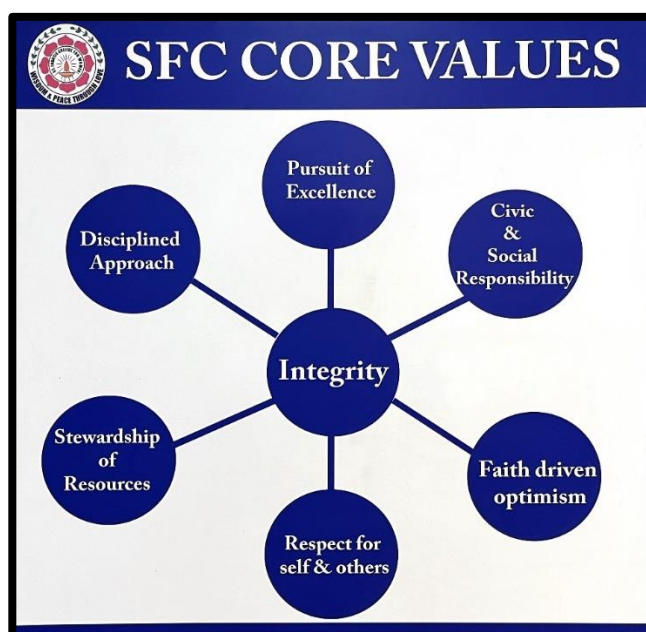 SFC CORE VALUES
WISDOM & PEACE THROUGH LOVE
Pursuit of
Excellence
Civic
&
Social
Responsibility
Disciplined
Approach
Integrity
Stewardship
of
Resources
Faith driven
optimism
Respect for
self & others